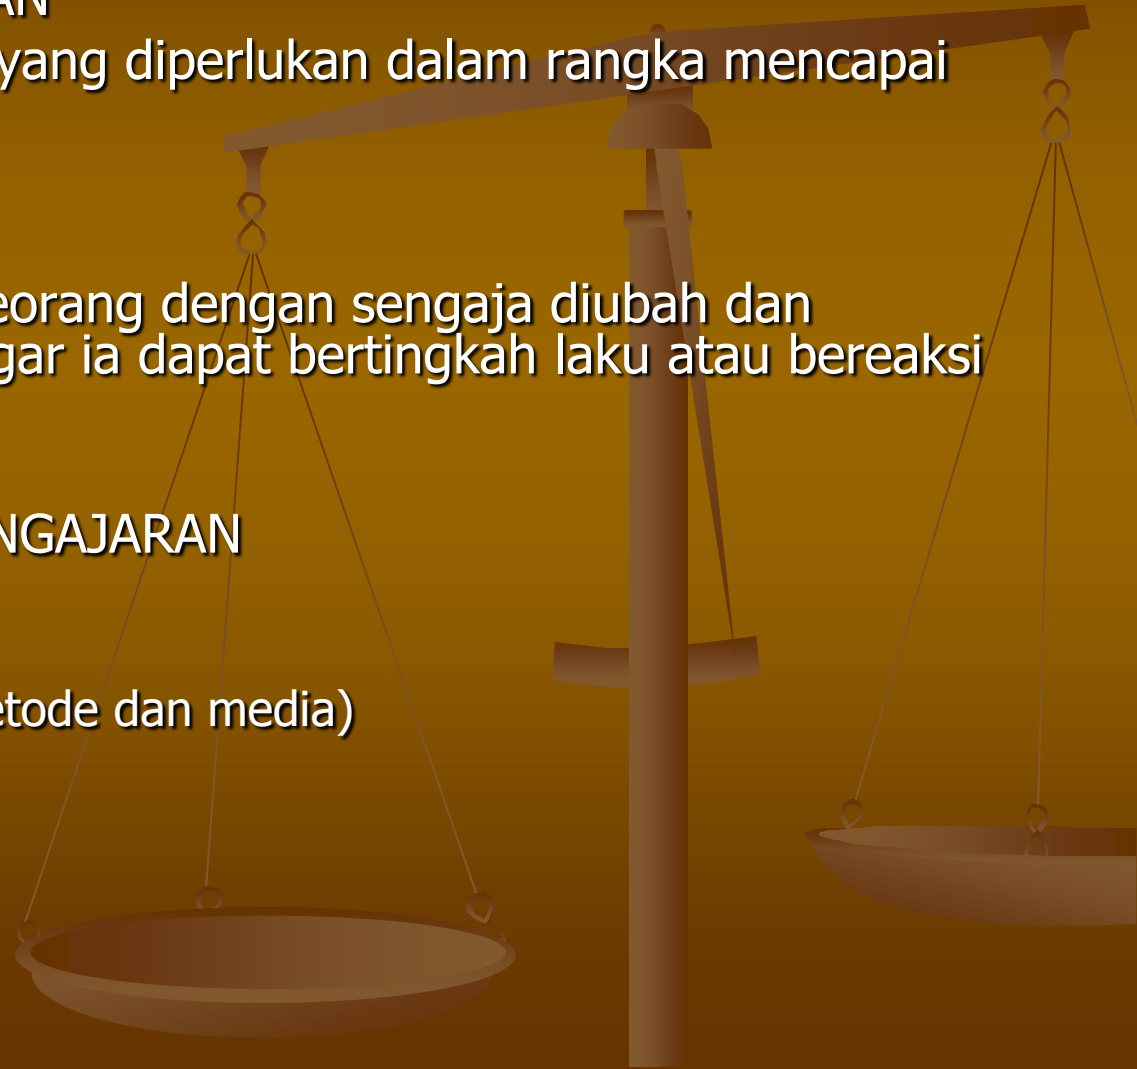 AN
yang diperlukan dalam rangka mencapai
eorang dengan sengaja diubah dan
gar ia dapat bertingkah laku atau bereaksi
NGAJARAN
etode dan media)